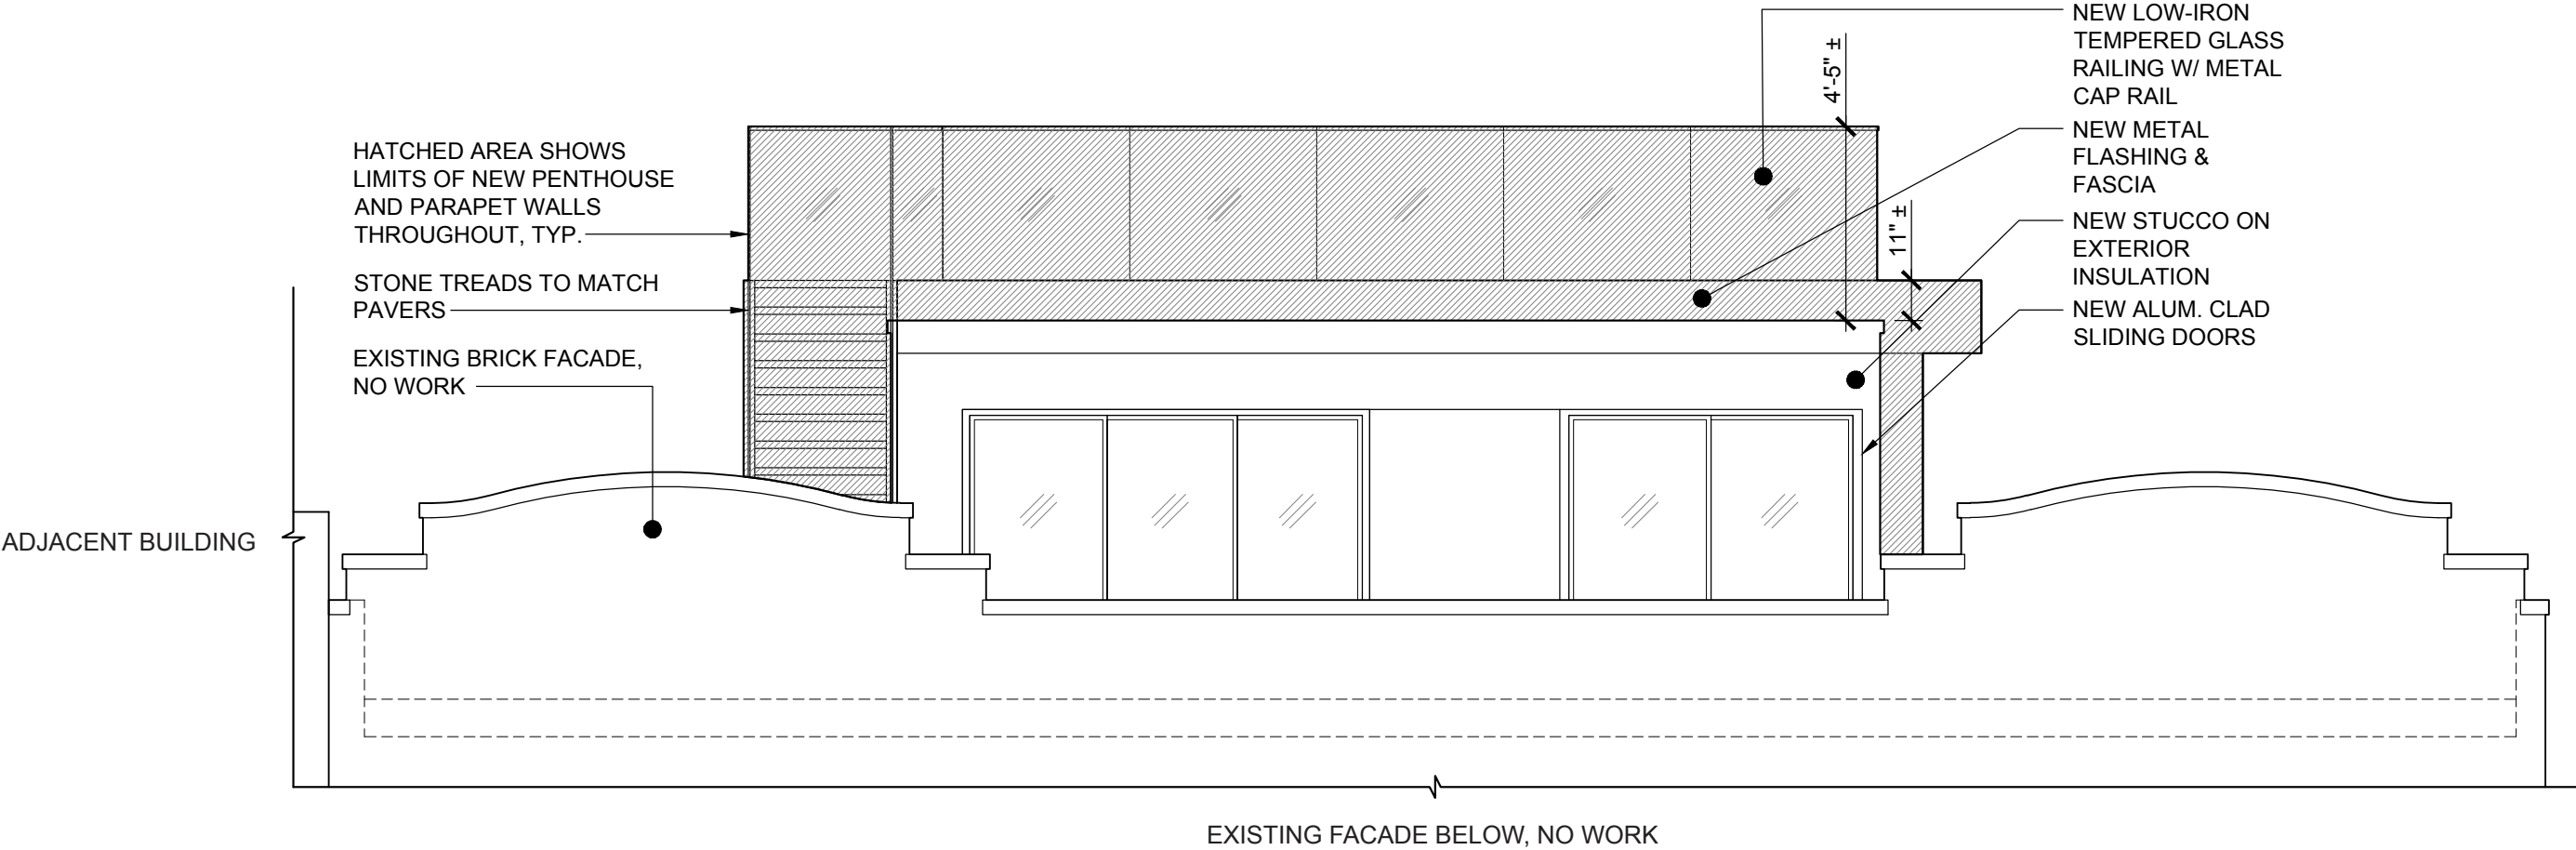 HATCHED AREA SHOWS
LIMITS OF NEW PENTHOUSE
AND PARAPET WALLS
THROUGHOUT, TYP.
STONE TREADS TO MATCH
PAVERS
EXISTING BRICK FACADE,
NO WORK
ADJACENT BUILDING
4'-5" ±
11" ±
NEW LOW-IRON
TEMPERED GLASS
RAILING W/ METAL
CAP RAIL
NEW METAL
FLASHING &
FASCIA
NEW STUCCO ON
EXTERIOR
INSULATION
NEW ALUM. CLAD
SLIDING DOORS
EXISTING FACADE BELOW, NO WORK